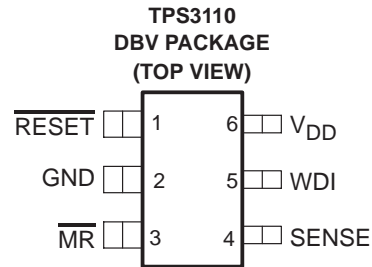 TPS3110
DBV PACKAGE
(TOP VIEW)
RESET 1 6 VDD
GND 2 5 WDI
MR 3 4 SENSE